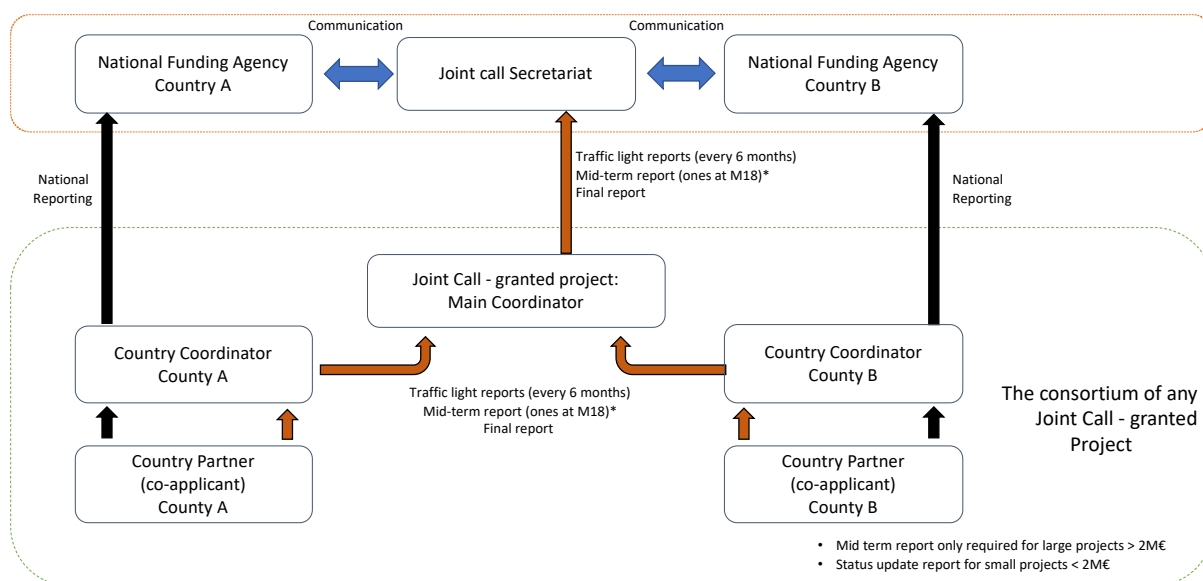 Communication
Communication
National Funding Agency
Country A
Joint call Secretariat
National Funding Agency
Country B
Traffic light reports (every 6 months)
Mid-term report (ones at M18)*
Final report
National
Reporting
National
Reporting
Joint Call - granted project:
Main Coordinator
Country Coordinator
County A
Country Coordinator
County B
Traffic light reports (every 6 months)
Mid-term report (ones at M18)*
Final report
The consortium of any
Joint Call - granted
Project
Country Partner
(co-applicant)
County A
Country Partner
(co-applicant)
County B
• Mid term report only required for large projects > 2M€
• Status update report for small projects < 2M€